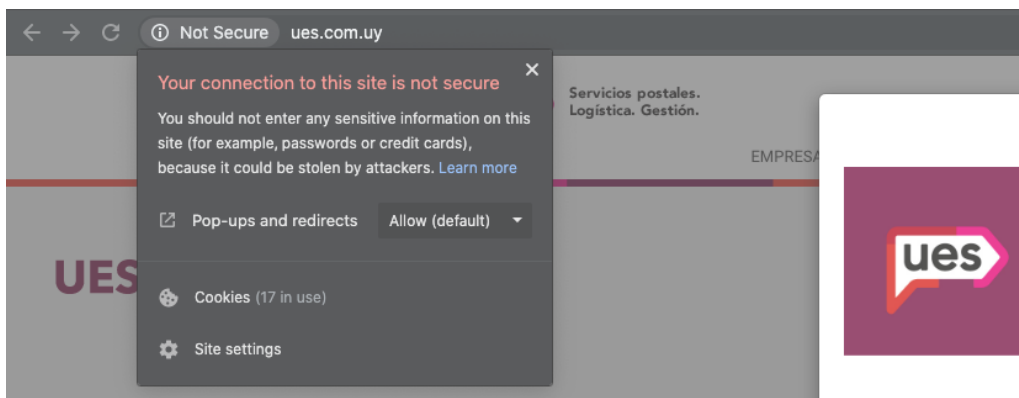 Not Secure ues.com.uy
Your connection to this site is not secure
You should not enter any sensitive information on this
site (for example, passwords or credit cards),
because it could be stolen by attackers. Learn more
Pop-ups and redirects Allow (default)
Cookies (17 in use)
Site settings
Servicios postales.
Logística. Gestión.
EMPRESA
UES
ues